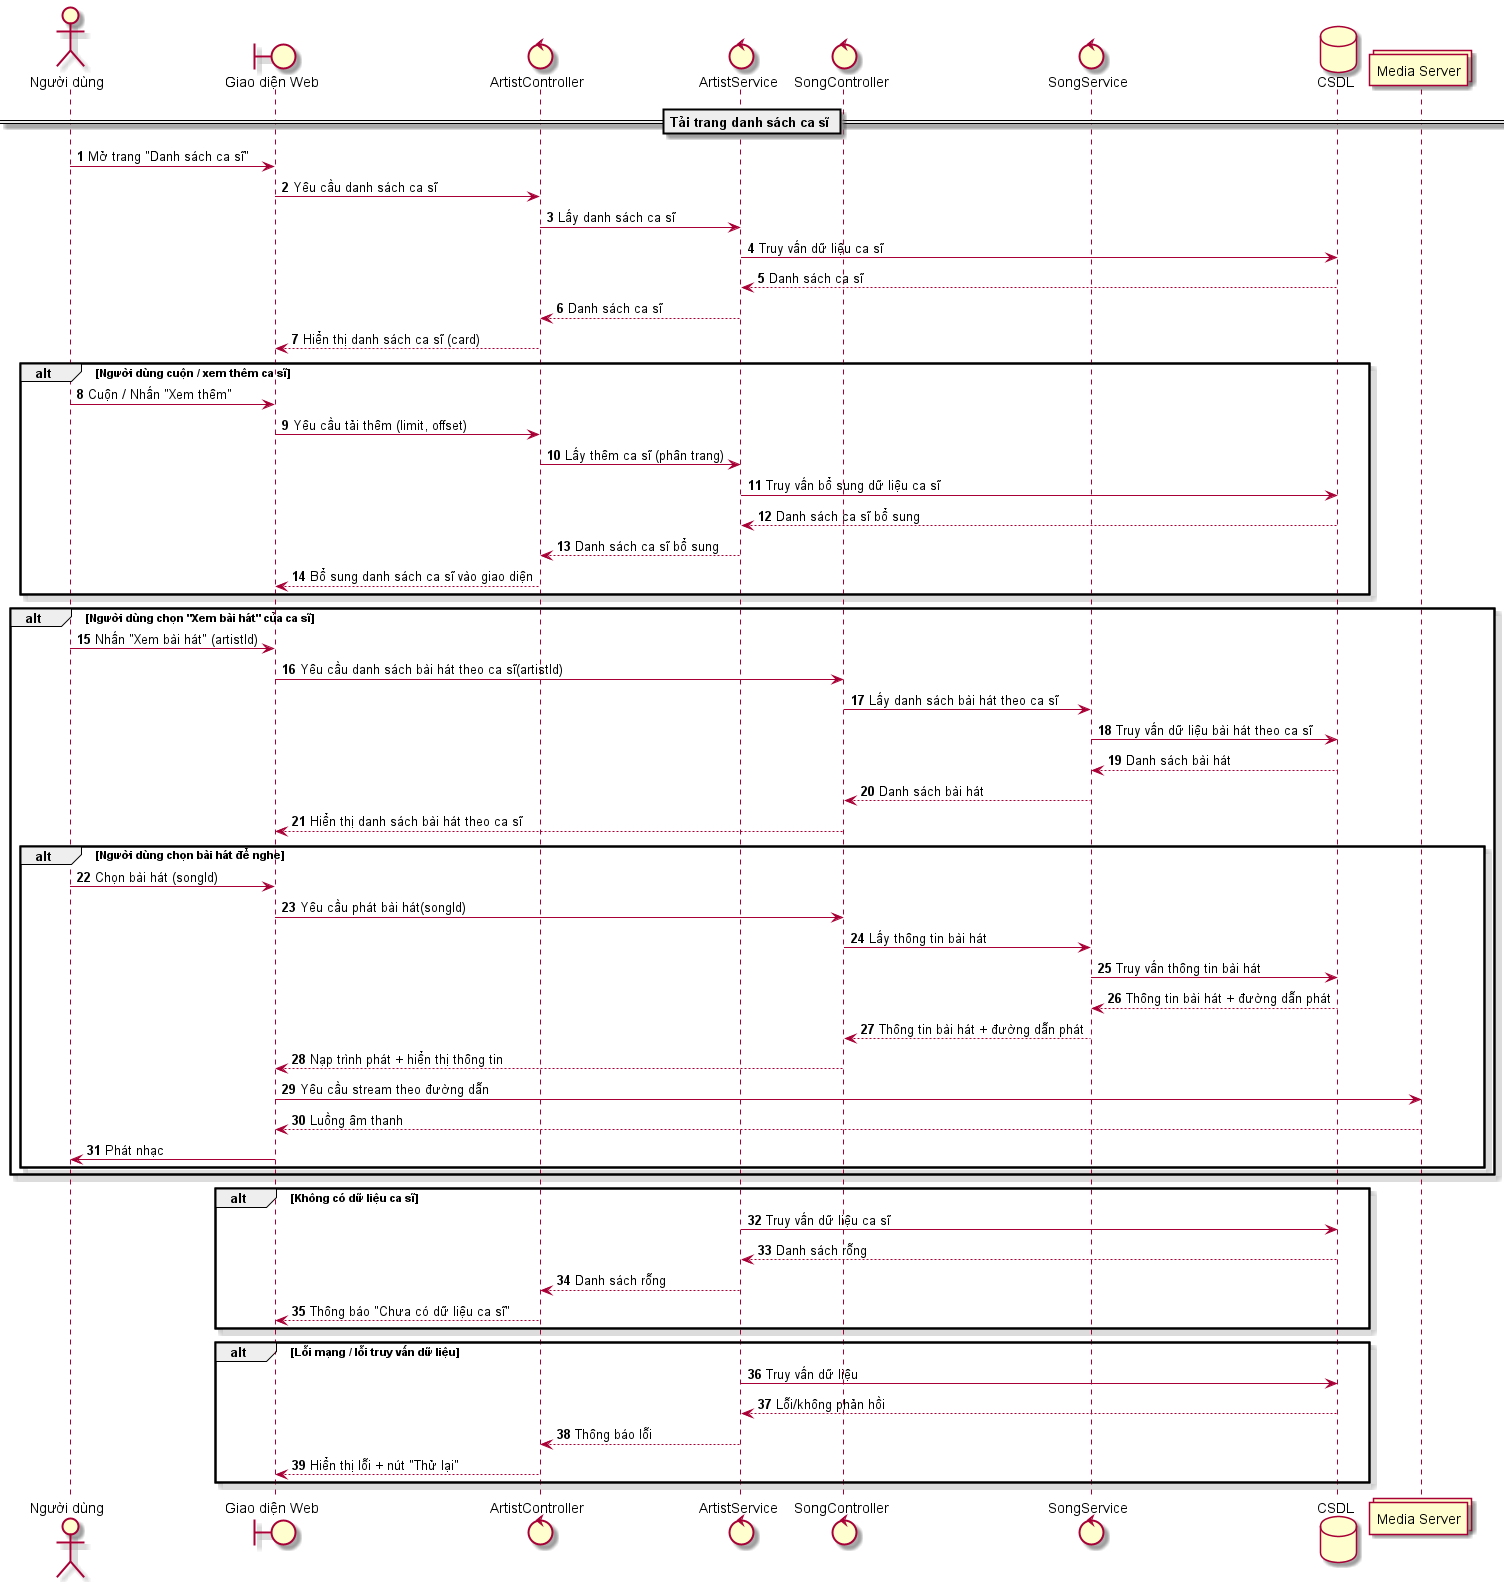 Người dùng
Giao diện Web
ArtistController
ArtistService
SongController
SongService
CSDL
Media Server
Tải trang danh sách ca sĩ
1 Mở trang "Danh sách ca sĩ"
2 Yêu cầu danh sách ca sĩ
3 Lấy danh sách ca sĩ
4 Truy vấn dữ liệu ca sĩ
5 Danh sách ca sĩ
6 Danh sách ca sĩ
7 Hiển thị danh sách ca sĩ (card)
alt [Người dùng cuộn / xem thêm ca sĩ]
8 Cuộn / Nhấn "Xem thêm"
9 Yêu cầu tải thêm (limit, offset)
10 Lấy thêm ca sĩ (phân trang)
11 Truy vấn bổ sung dữ liệu ca sĩ
12 Danh sách ca sĩ bổ sung
13 Danh sách ca sĩ bổ sung
14 Bổ sung danh sách ca sĩ vào giao diện
alt [Người dùng chọn "Xem bài hát" của ca sĩ]
15 Nhấn "Xem bài hát" (artistId)
16 Yêu cầu danh sách bài hát theo ca sĩ(artistId)
17 Lấy danh sách bài hát theo ca sĩ
18 Truy vấn dữ liệu bài hát theo ca sĩ
19 Danh sách bài hát
20 Danh sách bài hát
21 Hiển thị danh sách bài hát theo ca sĩ
alt [Người dùng chọn bài hát để nghe]
22 Chọn bài hát (songId)
23 Yêu cầu phát bài hát(songId)
24 Lấy thông tin bài hát
25 Truy vấn thông tin bài hát
26 Thông tin bài hát + đường dẫn phát
27 Thông tin bài hát + đường dẫn phát
28 Nạp trình phát + hiển thị thông tin
29 Yêu cầu stream theo đường dẫn
30 Luồng âm thanh
31 Phát nhạc
alt [Không có dữ liệu ca sĩ]
32 Truy vấn dữ liệu ca sĩ
33 Danh sách rỗng
34 Danh sách rỗng
35 Thông báo "Chưa có dữ liệu ca sĩ"
alt [Lỗi mạng / lỗi truy vấn dữ liệu]
36 Truy vấn dữ liệu
37 Lỗi/không phản hồi
38 Thông báo lỗi
39 Hiển thị lỗi + nút "Thử lại"
Người dùng
Giao diện Web
ArtistController
ArtistService
SongController
SongService
CSDL
Media Server